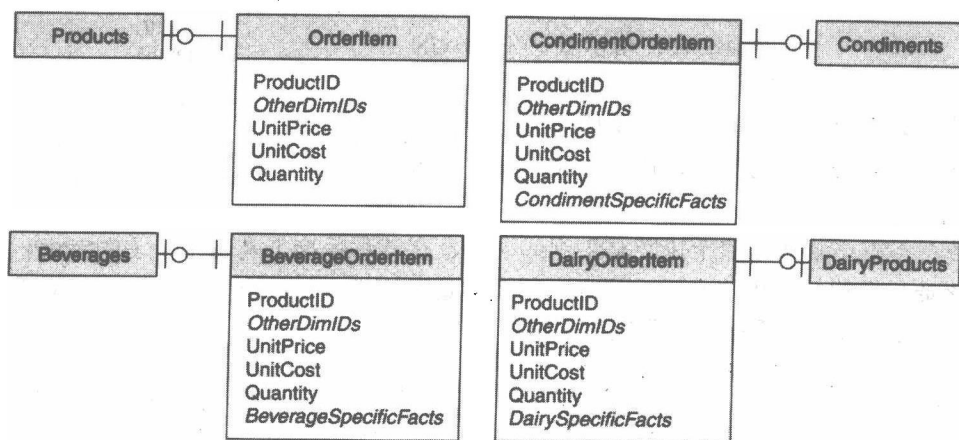 Products
OrderItem
ProductID
OtherDimIDs
UnitPrice
UnitCost
Quantity
CondimentOrderItem
Condiments
ProductID
OtherDimIDs
UnitPrice
UnitCost
Quantity
CondimentSpecificFacts
Beverages
BeverageOrderItem
ProductID
OtherDimIDs
UnitPrice
UnitCost
Quantity
BeverageSpecificFacts
DairyOrderItem
DairyProducts
ProductID
OtherDimIDs
UnitPrice
UnitCost
Quantity
DairySpecificFacts